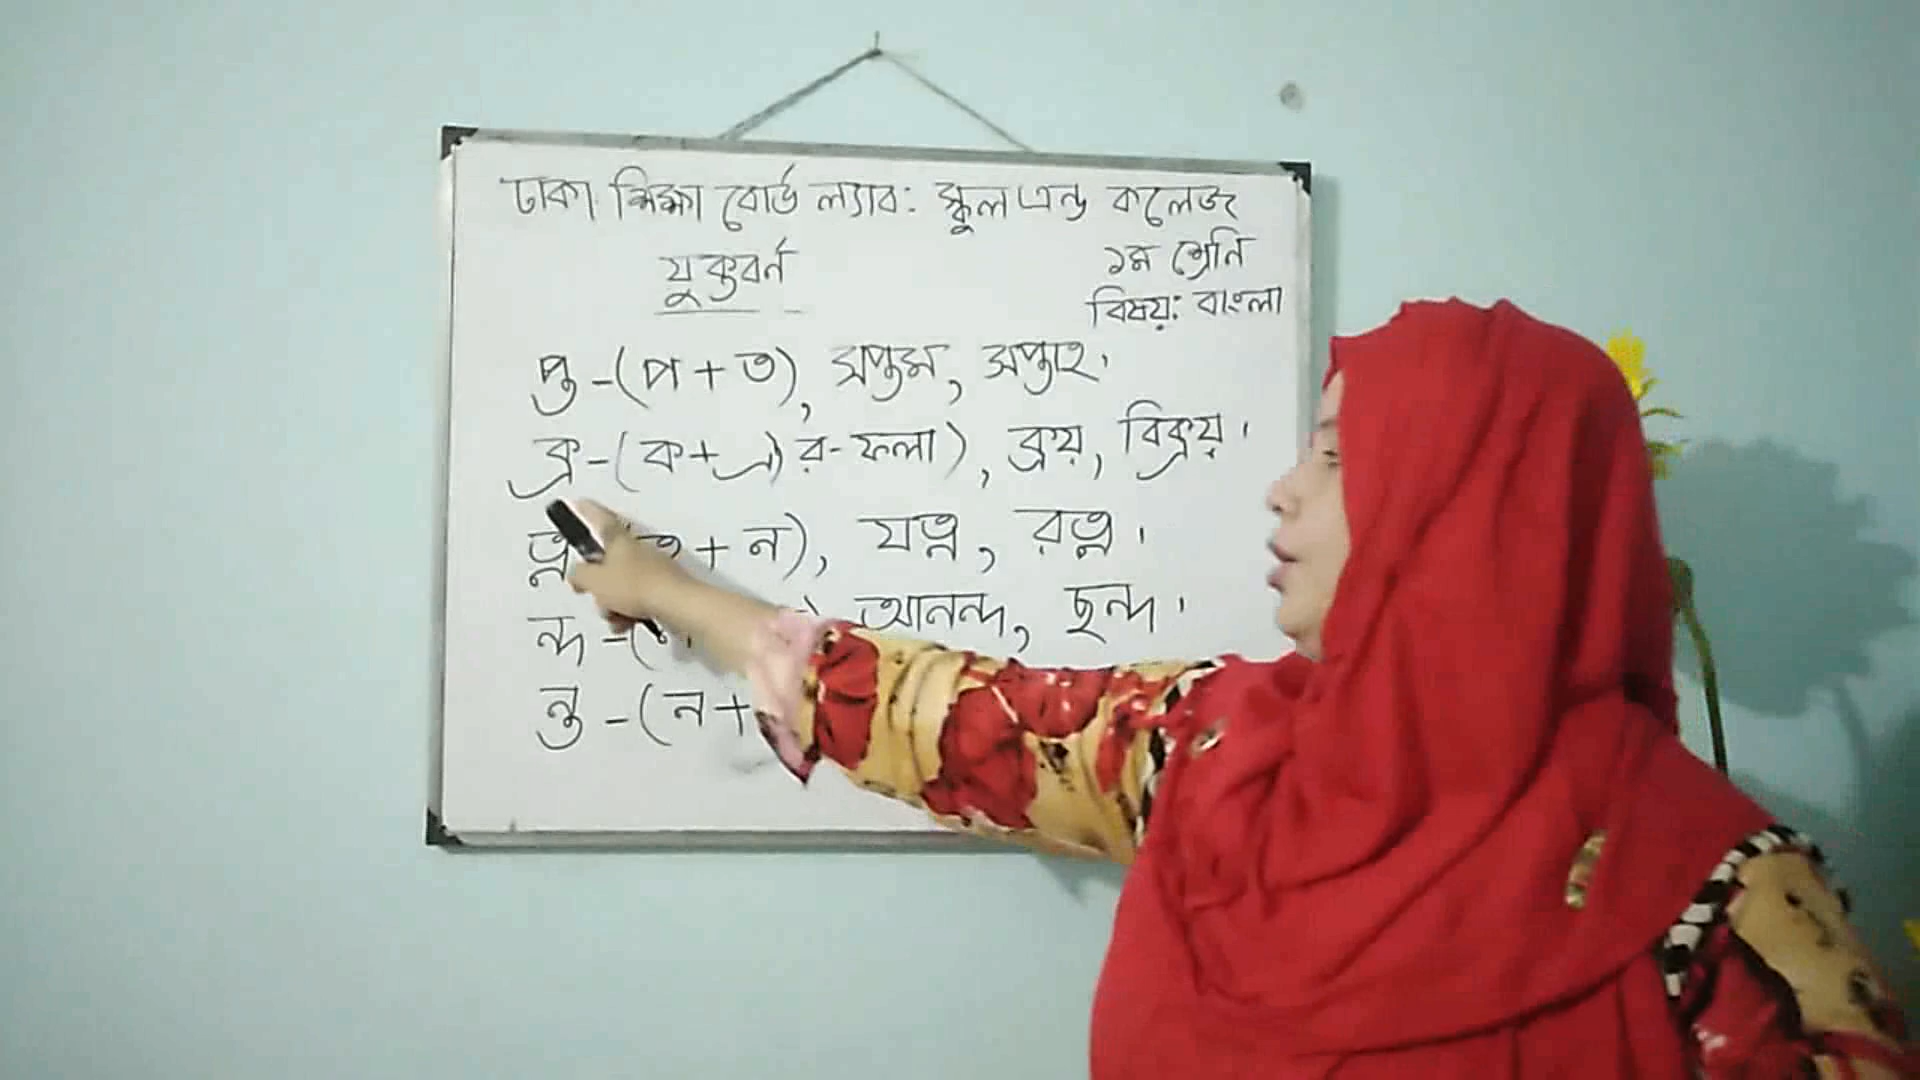 ঢাকা শিক্ষা বোর্ড ল্যাব: স্কুল এন্ড কলেজ
যুক্তবর্ন
১ম শ্রেনি
বিষয়: বাংলা
প্ত - (প + ত), সপ্তম, সপ্তাহ।
ক্র - (ক + ্র) র-ফলা), ক্রয়, বিক্রয়।
ত্ন (ত + ন), যত্ন, রত্ন।
ন্দ - (ন ) আনন্দ, ছন্দ।
ন্ত - (ন +